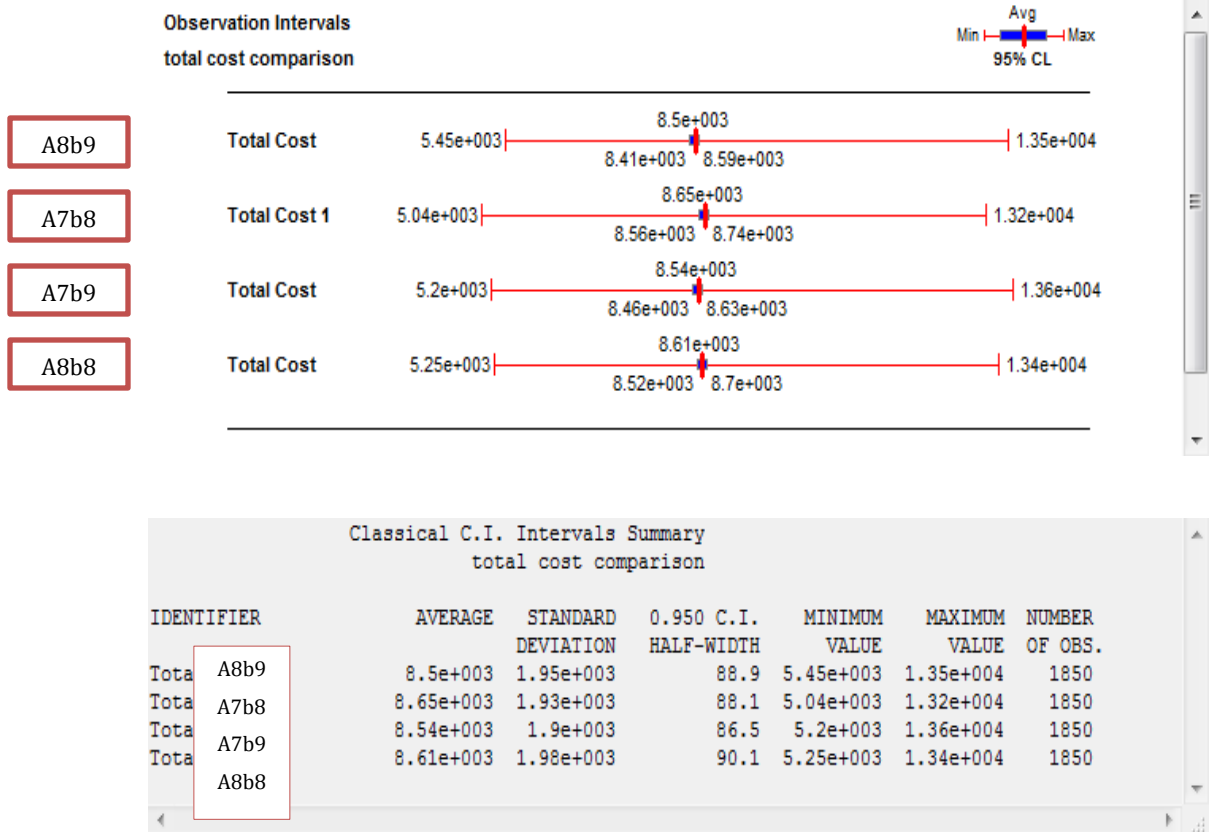 Observation Intervals
total cost comparison
Avg
Min Max
95% CL
A8b9
Total Cost 5.45e+003 8.5e+003 1.35e+004
8.41e+003 8.59e+003
A7b8
Total Cost 1 5.04e+003 8.65e+003 1.32e+004
8.56e+003 8.74e+003
A7b9
Total Cost 5.2e+003 8.54e+003 1.36e+004
8.46e+003 8.63e+003
A8b8
Total Cost 5.25e+003 8.61e+003 1.34e+004
8.52e+003 8.7e+003
Classical C.I. Intervals Summary
total cost comparison
IDENTIFIER AVERAGE STANDARD 0.950 C.I. MINIMUM MAXIMUM NUMBER
DEVIATION HALF-WIDTH VALUE VALUE OF OBS.
Tota A8b9 8.5e+003 1.95e+003 88.9 5.45e+003 1.35e+004 1850
Tota A7b8 8.65e+003 1.93e+003 88.1 5.04e+003 1.32e+004 1850
Tota A7b9 8.54e+003 1.9e+003 86.5 5.2e+003 1.36e+004 1850
Tota A8b8 8.61e+003 1.98e+003 90.1 5.25e+003 1.34e+004 1850